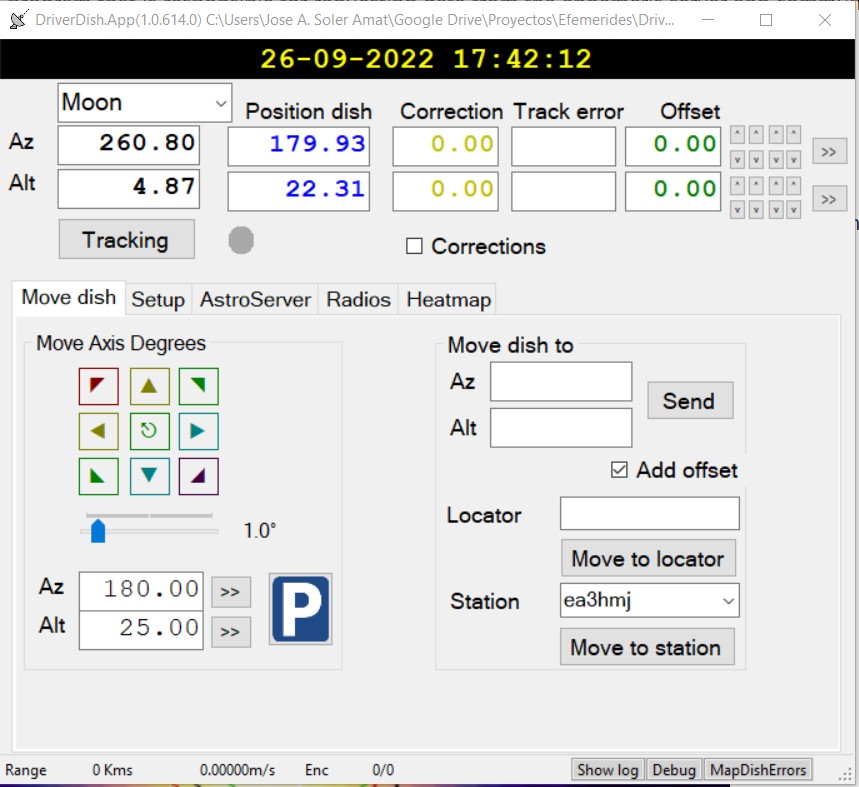 DriverDish.App(1.0.614.0) C:\Users\Jose A. Soler Amat\Google Drive\Proyectos\Efemerides\Driv...
26-09-2022 17:42:12
Moon Position dish Correction Track error Offset
Az 260.80 179.93 0.00 0.00 >>
Alt 4.87 22.31 0.00 0.00 >>
Tracking Corrections
Move dish Setup AstroServer Radios Heatmap
Move Axis Degrees
1.0°
Az 180.00 >>
Alt 25.00 >>
P
Move dish to
Az
Alt
Send
Add offset
Locator
Move to locator
Station ea3hmj
Move to station
Range 0 Kms 0.00000m/s Enc 0/0 Show log Debug MapDishErrors